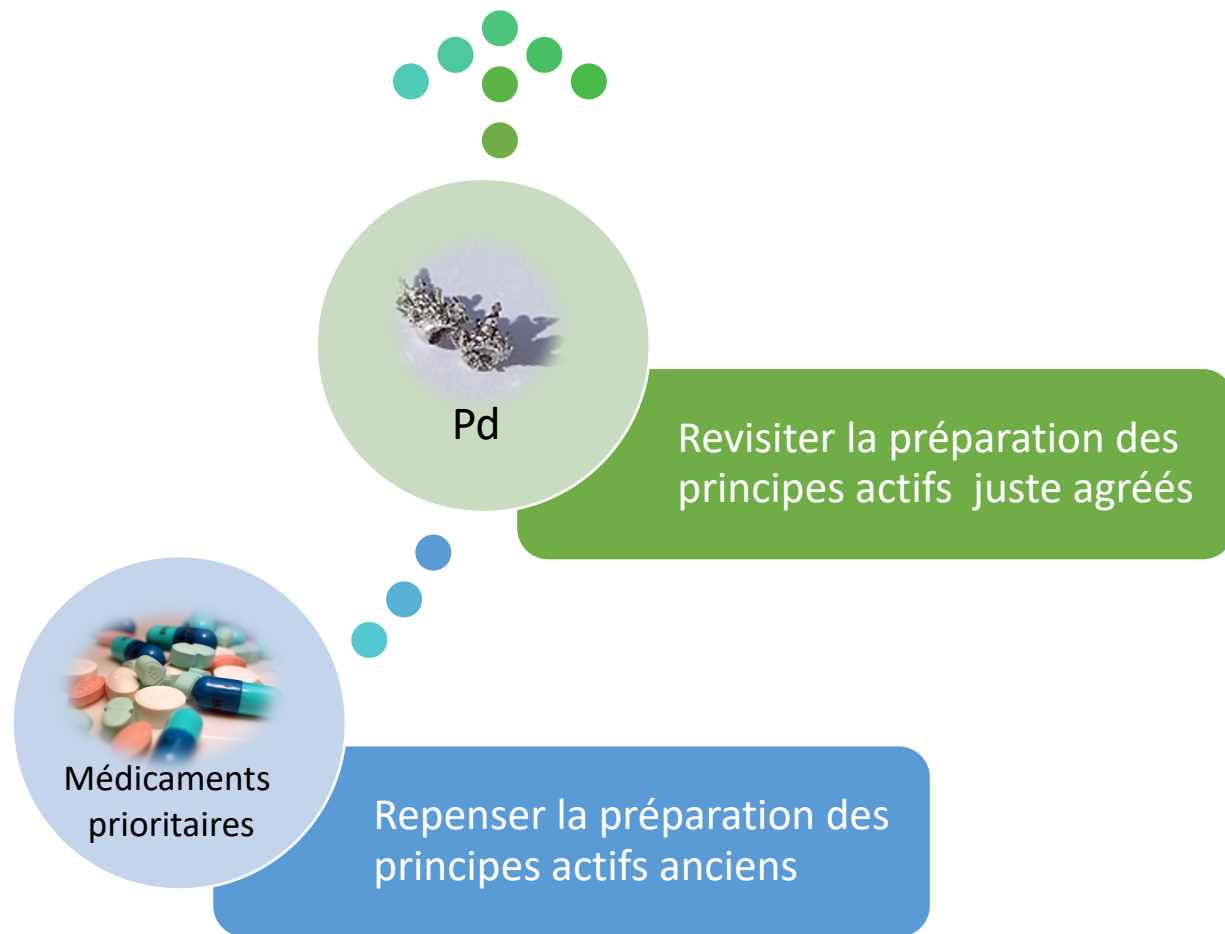 Pd
Revisiter la préparation des
principes actifs  juste agréés
Médicaments
prioritaires
Repenser la préparation des
principes actifs anciens